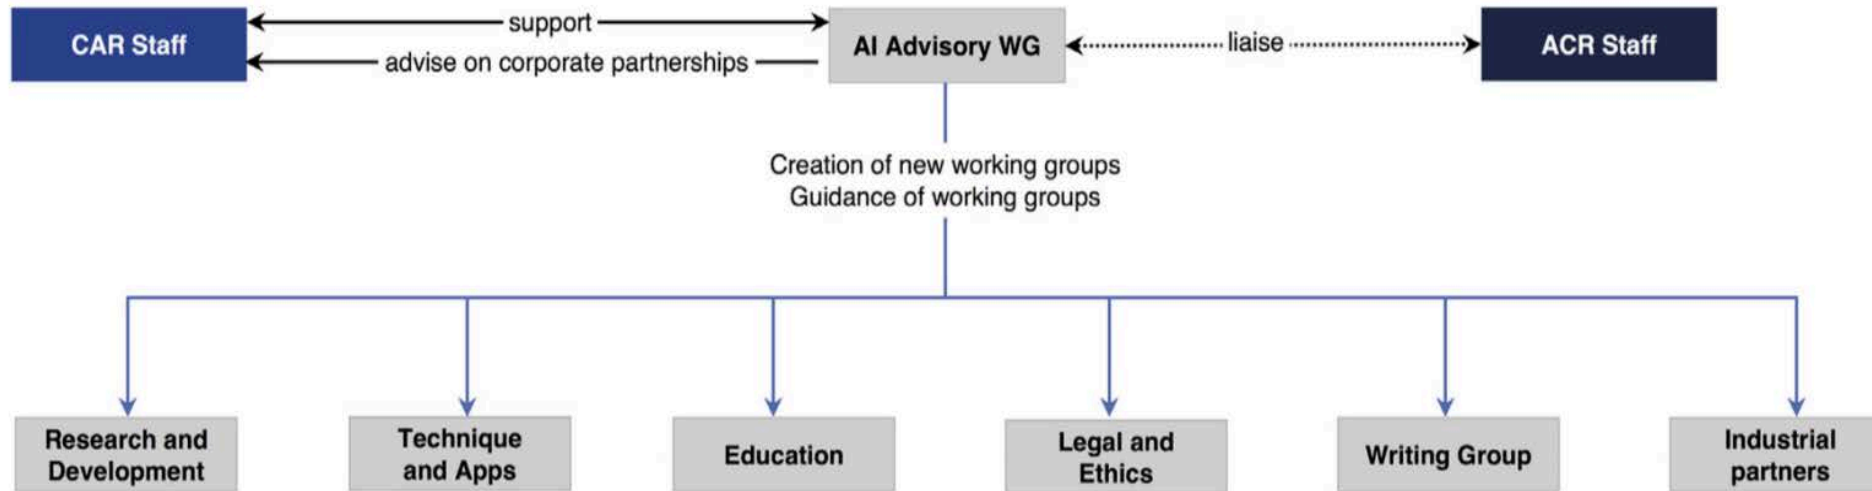 CAR Staff
support
advise on corporate partnerships
AI Advisory WG
liaise
ACR Staff
Creation of new working groups
Guidance of working groups
Research and
Development
Technique
and Apps
Education
Legal and
Ethics
Writing Group
Industrial
partners